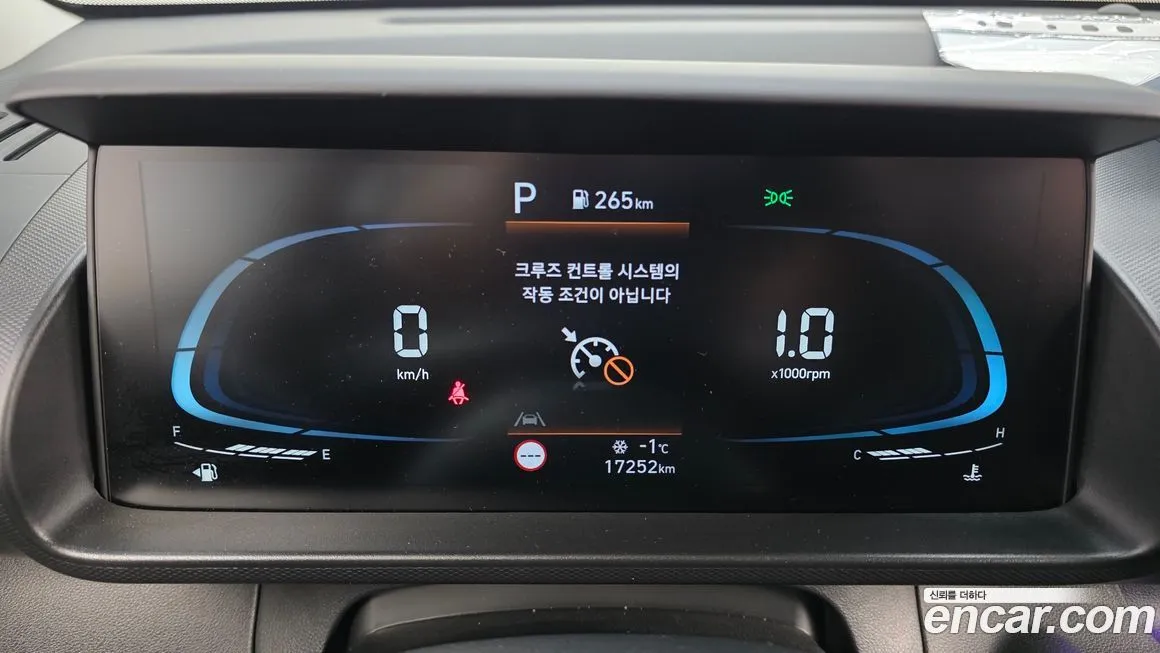 P 265km
크루즈 컨트롤 시스템의
작동 조건이 아닙니다
0
km/h
1.0
x1000rpm
F
E
---
-1℃
17252km
C
H
신뢰를 더하다
encar.com